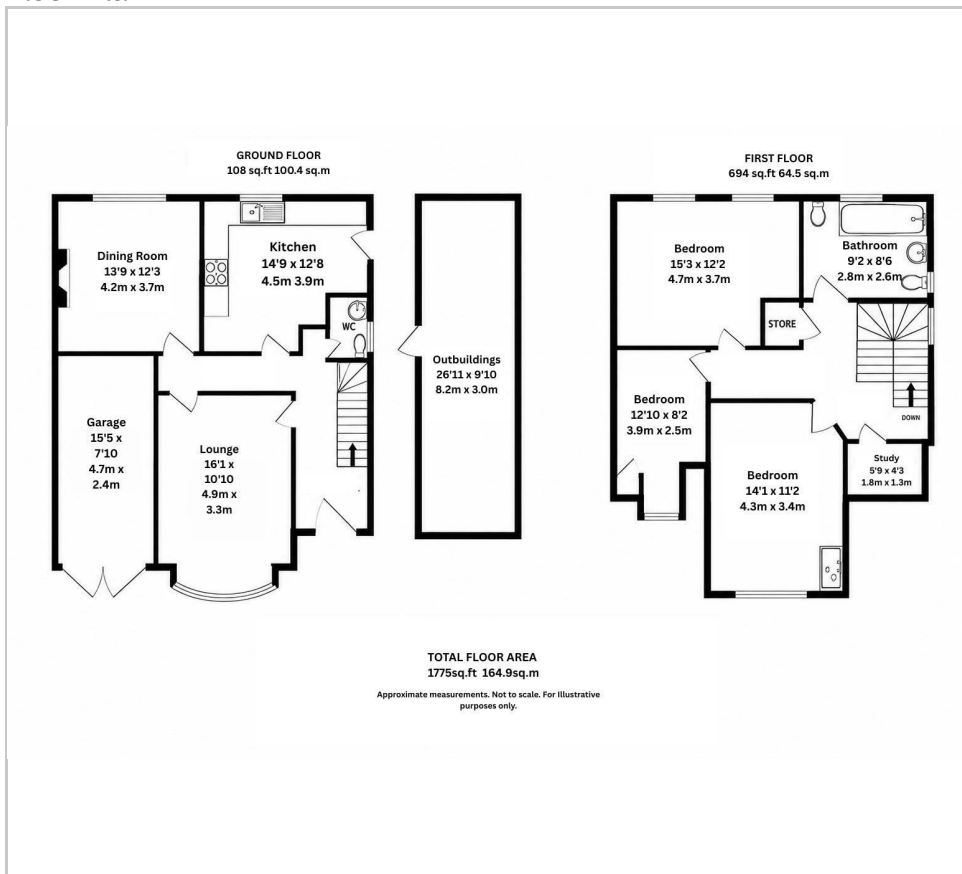 GROUND FLOOR
108 sq.ft 100.4 sq.m
Dining Room
13'9 x 12'3
4.2m x 3.7m
Kitchen
14'9 x 12'8
4.5m 3.9m
WC
Garage
15'5 x
7'10
4.7m x
2.4m
Lounge
16'1 x
10'10
4.9m x
3.3m
Outbuildings
26'11 x 9'10
8.2m x 3.0m
FIRST FLOOR
694 sq.ft 64.5 sq.m
Bedroom
15'3 x 12'2
4.7m x 3.7m
Bathroom
9'2 x 8'6
2.8m x 2.6m
STORE
Bedroom
12'10 x 8'2
3.9m x 2.5m
DOWN
Bedroom
14'1 x 11'2
4.3m x 3.4m
Study
5'9 x 4'3
1.8m x 1.3m
TOTAL FLOOR AREA
1775sq.ft 164.9sq.m
Approximate measurements. Not to scale. For Illustrative
purposes only.